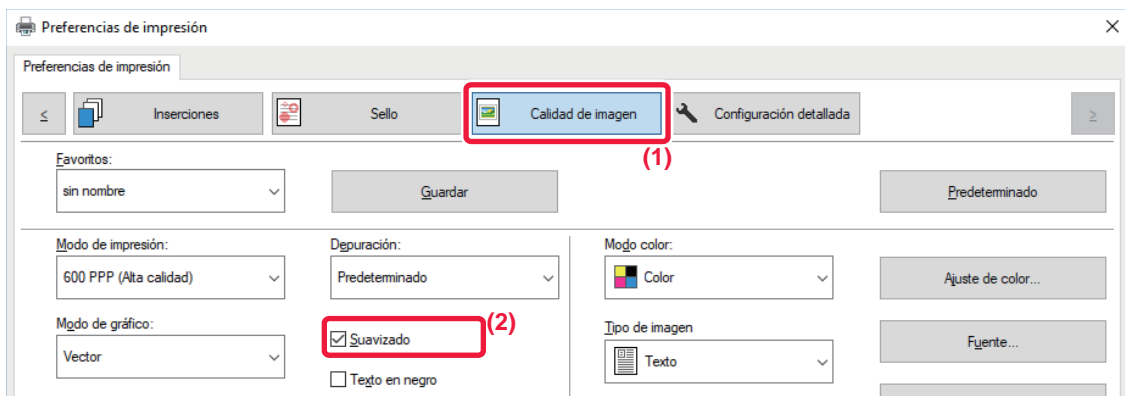 Preferencias de impresión
Preferencias de impresión
< Inserciones Sello Calidad de imagen Configuración detallada >
(1)
Favoritos:
sin nombre Guardar Predeterminado
Modo de impresión: Depuración: Modo color:
600 PPP (Alta calidad) Predeterminado Color Ajuste de color...
Modo de gráfico: (2) Tipo de imagen
Vector Suavizado Texto Fuente...
Texto en negro